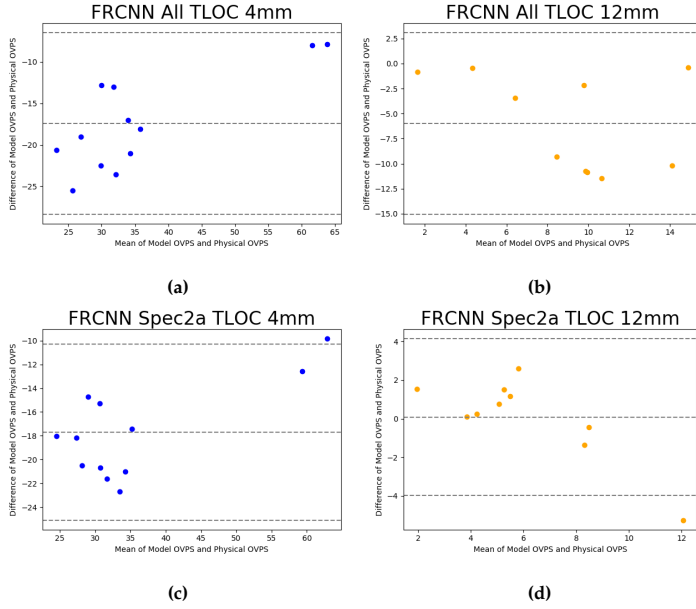 FRCNN All TLOC 4mm
Difference of Model OVPS and Physical OVPS
−10
−15
−20
−25
25 30 35 40 45 50 55 60 65
Mean of Model OVPS and Physical OVPS
(a)
FRCNN All TLOC 12mm
Difference of Model OVPS and Physical OVPS
2.5
0.0
−2.5
−5.0
−7.5
−10.0
−12.5
−15.0
2 4 6 8 10 12 14
Mean of Model OVPS and Physical OVPS
(b)
FRCNN Spec2a TLOC 4mm
Difference of Model OVPS and Physical OVPS
−10
−12
−14
−16
−18
−20
−22
−24
25 30 35 40 45 50 55 60
Mean of Model OVPS and Physical OVPS
(c)
FRCNN Spec2a TLOC 12mm
Difference of Model OVPS and Physical OVPS
4
2
0
−2
−4
2 4 6 8 10 12
Mean of Model OVPS and Physical OVPS
(d)